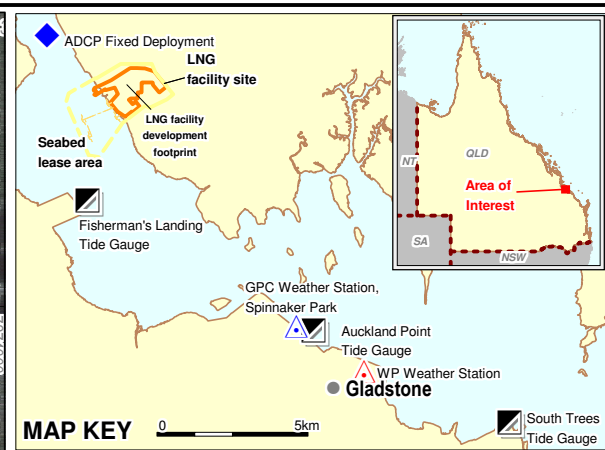 ADCP Fixed Deployment
LNG
facility site
LNG facility
development
footprint
Seabed
lease area
Fisherman's Landing
Tide Gauge
GPC Weather Station,
Spinnaker Park
Auckland Point
Tide Gauge
WP Weather Station
Gladstone
South Trees
Tide Gauge
MAP KEY
0 5km
NT
QLD
Area of
Interest
SA
NSW